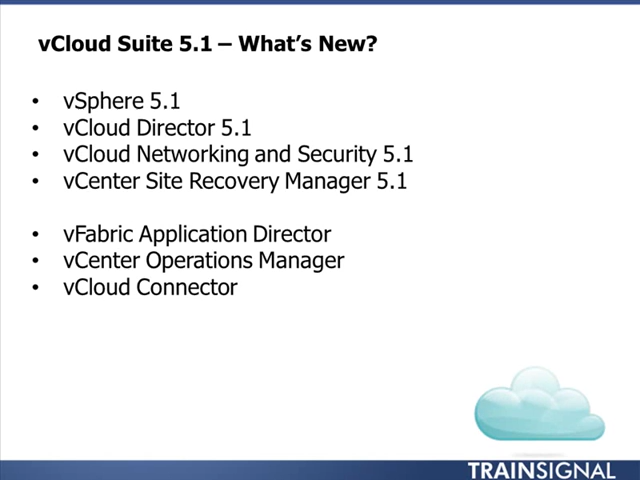 vCloud Suite 5.1 – What's New?
• vSphere 5.1
• vCloud Director 5.1
• vCloud Networking and Security 5.1
• vCenter Site Recovery Manager 5.1
• vFabric Application Director
• vCenter Operations Manager
• vCloud Connector
TRAINSIGNAL